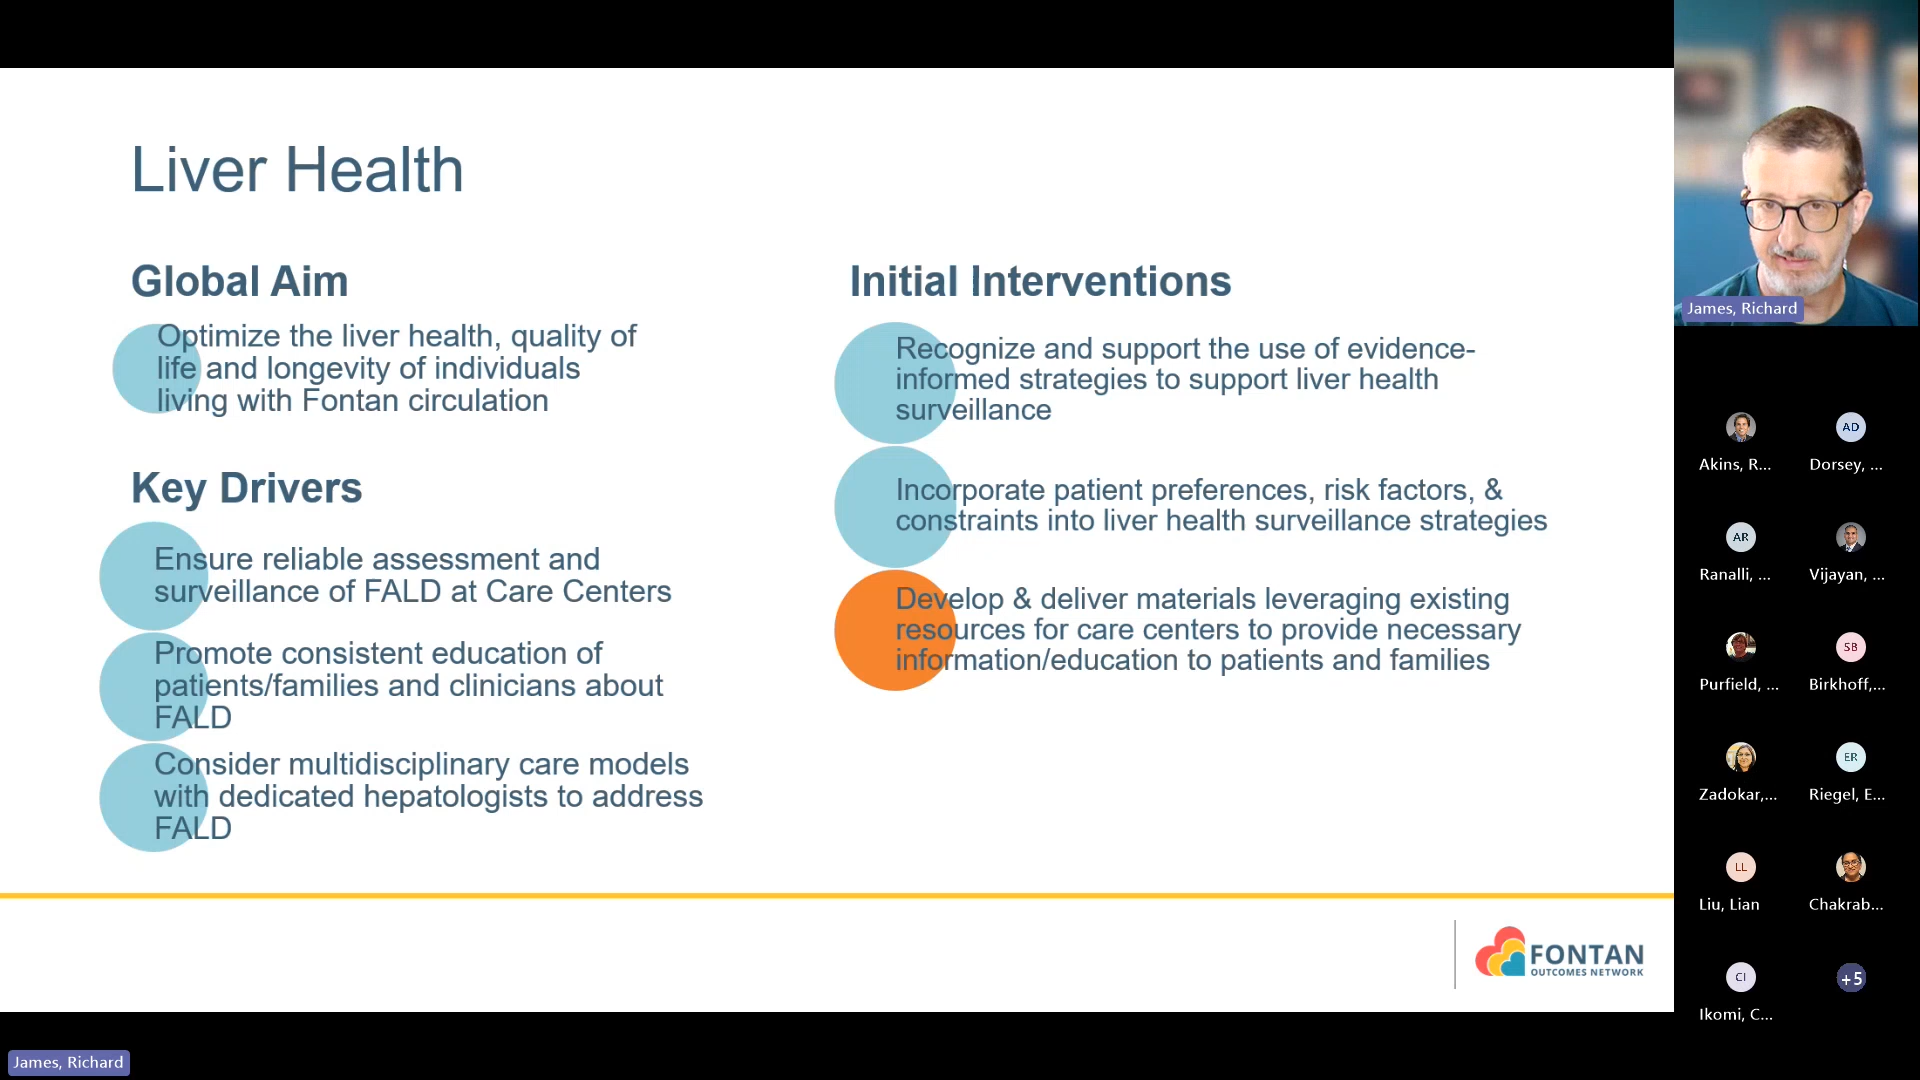 Liver Health
Global Aim
Optimize the liver health, quality of
life and longevity of individuals
living with Fontan circulation
Key Drivers
Ensure reliable assessment and
surveillance of FALD at Care Centers
Promote consistent education of
patients/families and clinicians about
FALD
Consider multidisciplinary care models
with dedicated hepatologists to address
FALD
Initial Interventions
Recognize and support the use of evidence-
informed strategies to support liver health
surveillance
Incorporate patient preferences, risk factors, &
constraints into liver health surveillance strategies
Develop & deliver materials leveraging existing
resources for care centers to provide necessary
information/education to patients and families
FONTAN
OUTCOMES NETWORK
James, Richard
Akins, R...
AD
Dorsey, ...
AR
Ranalli, ...
Vijayan, ...
Purfield, ...
SB
Birkhoff,...
Zadokar,...
ER
Riegel, E...
LL
Liu, Lian
Chakrab...
CI
Ikomi, C...
+5
James, Richard